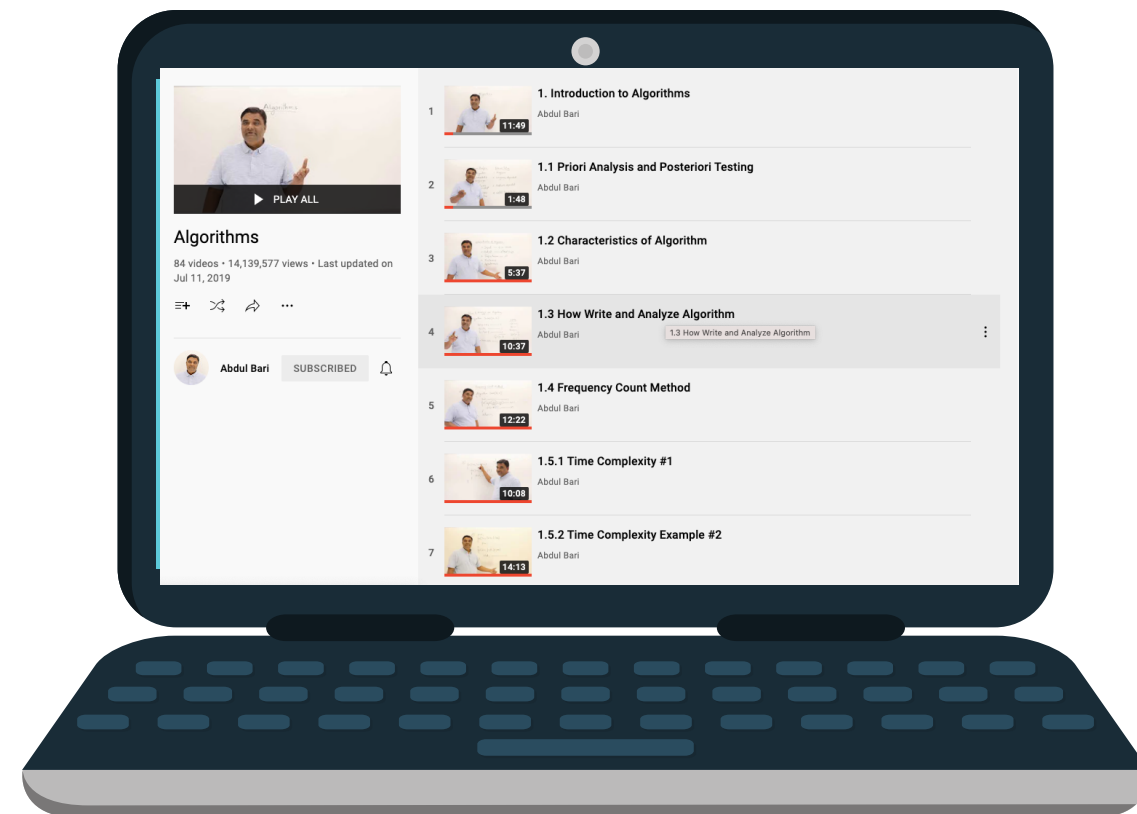 Algorithms
PLAY ALL
Algorithms
84 videos • 14,139,577 views • Last updated on
Jul 11, 2019
Abdul Bari
SUBSCRIBED
1
11:49
1. Introduction to Algorithms
Abdul Bari
2
1:48
1.1 Priori Analysis and Posteriori Testing
Abdul Bari
3
5:37
1.2 Characteristics of Algorithm
Abdul Bari
4
10:37
1.3 How Write and Analyze Algorithm
Abdul Bari
1.3 How Write and Analyze Algorithm
5
12:22
1.4 Frequency Count Method
Abdul Bari
6
10:08
1.5.1 Time Complexity #1
Abdul Bari
7
14:13
1.5.2 Time Complexity Example #2
Abdul Bari